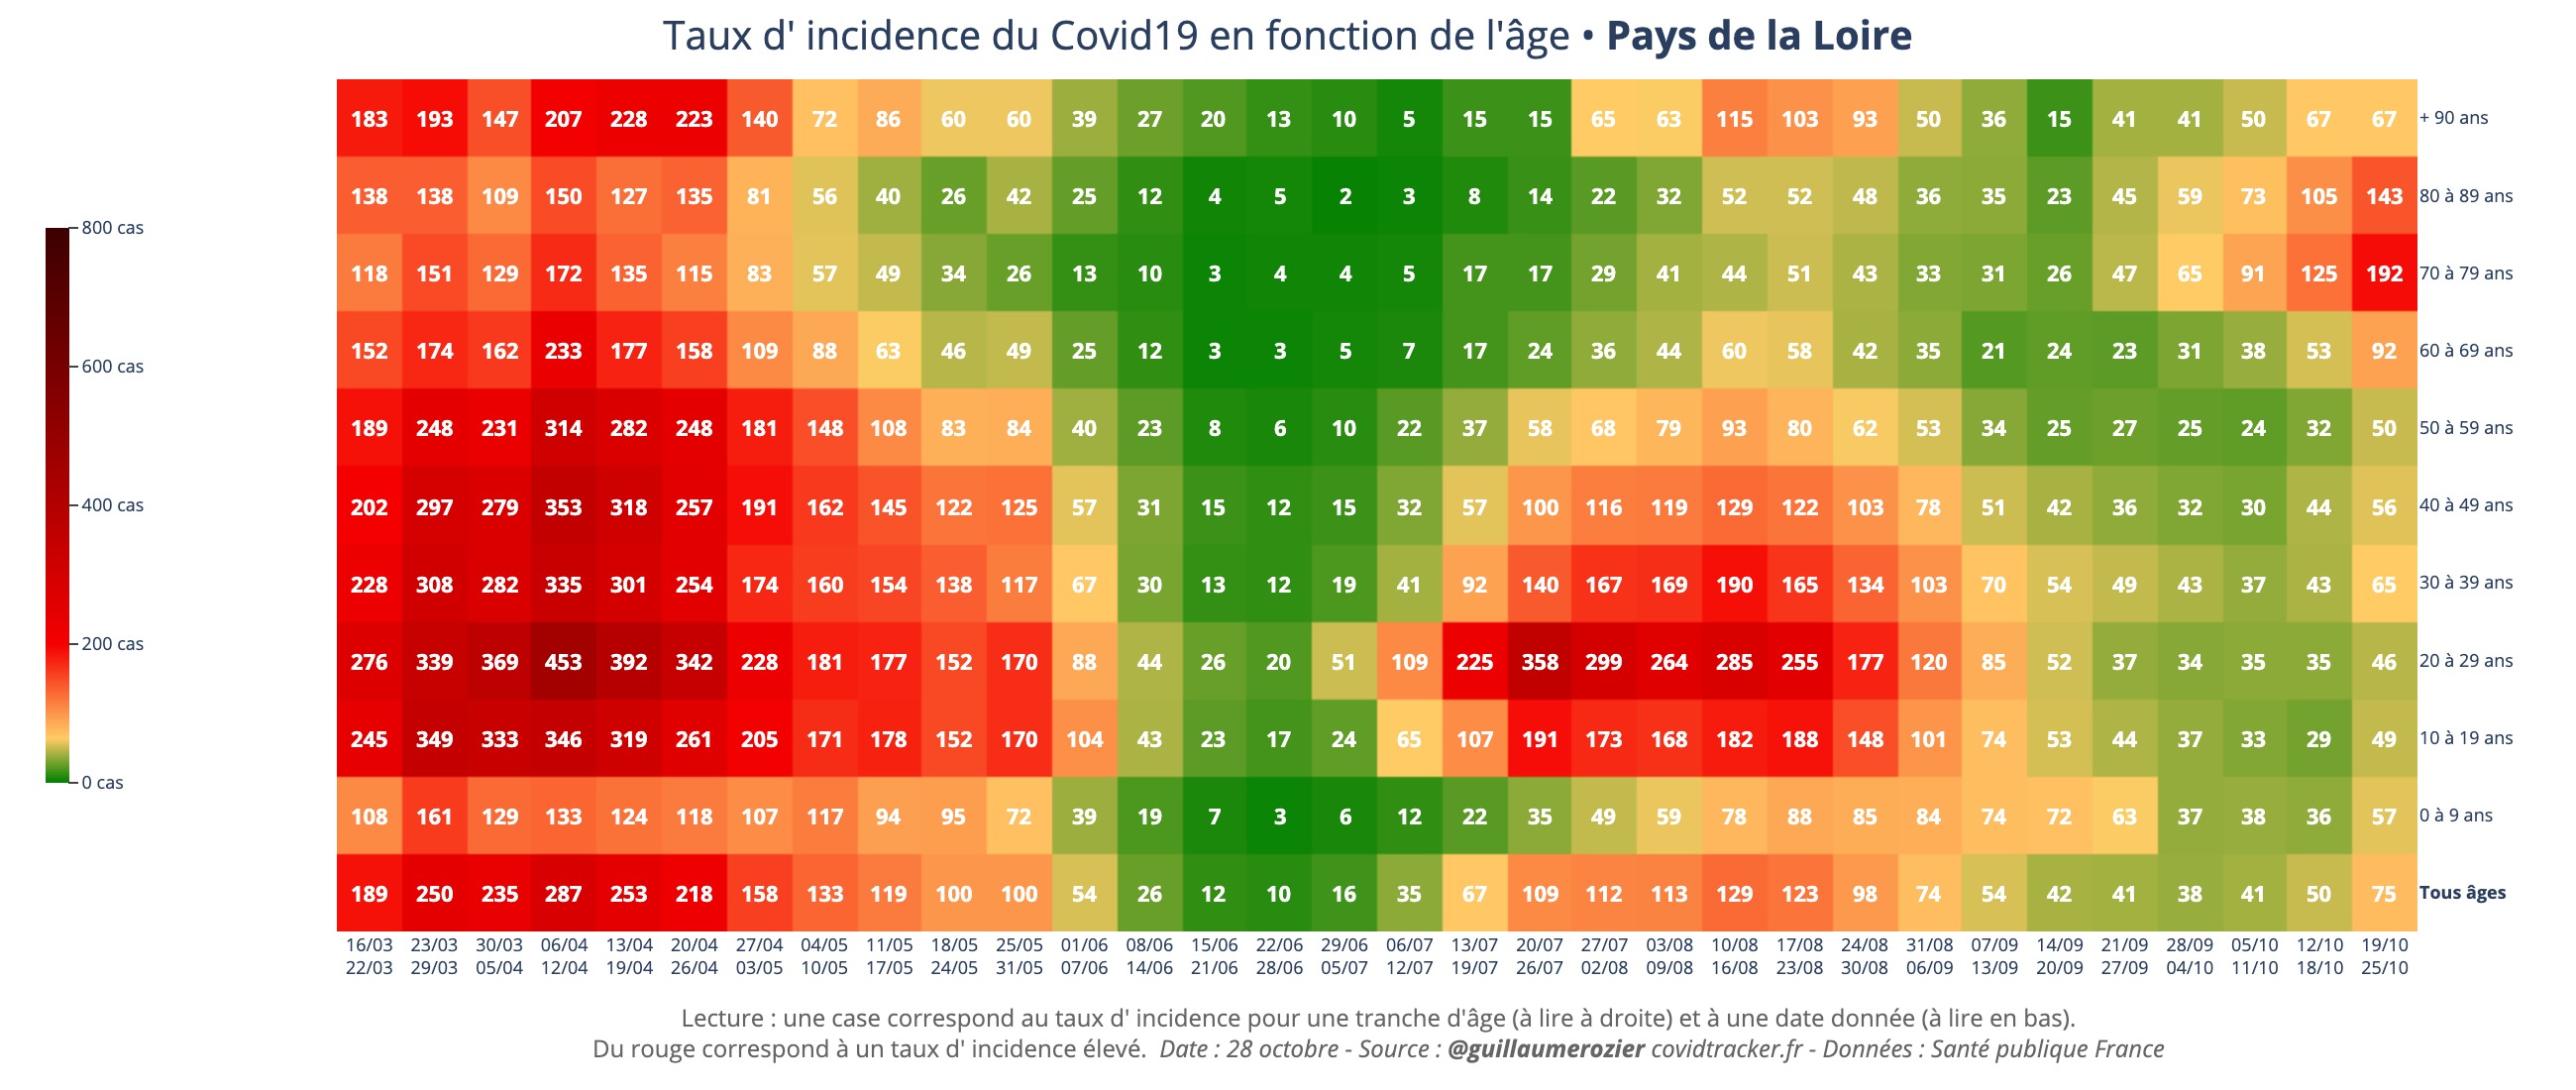 Taux d' incidence du Covid19 en fonction de l'âge • Pays de la Loire
800 cas
600 cas
400 cas
200 cas
0 cas
183 193 147 207 228 223 140 72 86 60 60 39 27 20 13 10 5 15 15 65 63 115 103 93 50 36 15 41 41 50 67 67 + 90 ans
138 138 109 150 127 135 81 56 40 26 42 25 12 4 5 2 3 8 14 22 32 52 52 48 36 35 23 45 59 73 105 143 80 à 89 ans
118 151 129 172 135 115 83 57 49 34 26 13 10 3 4 4 5 17 17 29 41 44 51 43 33 31 26 47 65 91 125 192 70 à 79 ans
152 174 162 233 177 158 109 88 63 46 49 25 12 3 3 5 7 17 24 36 44 60 58 42 35 21 24 23 31 38 53 92 60 à 69 ans
189 248 231 314 282 248 181 148 108 83 84 40 23 8 6 10 22 37 58 68 79 93 80 62 53 34 25 27 25 24 32 50 50 à 59 ans
202 297 279 353 318 257 191 162 145 122 125 57 31 15 12 15 32 57 100 116 119 129 122 103 78 51 42 36 32 30 44 56 40 à 49 ans
228 308 282 335 301 254 174 160 154 138 117 67 30 13 12 19 41 92 140 167 169 190 165 134 103 70 54 49 43 37 43 65 30 à 39 ans
276 339 369 453 392 342 228 181 177 152 170 88 44 26 20 51 109 225 358 299 264 285 255 177 120 85 52 37 34 35 35 46 20 à 29 ans
245 349 333 346 319 261 205 171 178 152 170 104 43 23 17 24 65 107 191 173 168 182 188 148 101 74 53 44 37 33 29 49 10 à 19 ans
108 161 129 133 124 118 107 117 94 95 72 39 19 7 3 6 12 22 35 49 59 78 88 85 84 74 72 63 37 38 36 57 0 à 9 ans
189 250 235 287 253 218 158 133 119 100 100 54 26 12 10 16 35 67 109 112 113 129 123 98 74 54 42 41 38 41 50 75 Tous âges
16/03 23/03 30/03 06/04 13/04 20/04 27/04 04/05 11/05 18/05 25/05 01/06 08/06 15/06 22/06 29/06 06/07 13/07 20/07 27/07 03/08 10/08 17/08 24/08 31/08 07/09 14/09 21/09 28/09 05/10 12/10 19/10
22/03 29/03 05/04 12/04 19/04 26/04 03/05 10/05 17/05 24/05 31/05 07/06 14/06 21/06 28/06 05/07 12/07 19/07 26/07 02/08 09/08 16/08 23/08 30/08 06/09 13/09 20/09 27/09 04/10 11/10 18/10 25/10
Lecture : une case correspond au taux d' incidence pour une tranche d'âge (à lire à droite) et à une date donnée (à lire en bas).
Du rouge correspond à un taux d' incidence élevé. Date : 28 octobre - Source : @guillaumerozier covidtracker.fr - Données : Santé publique France